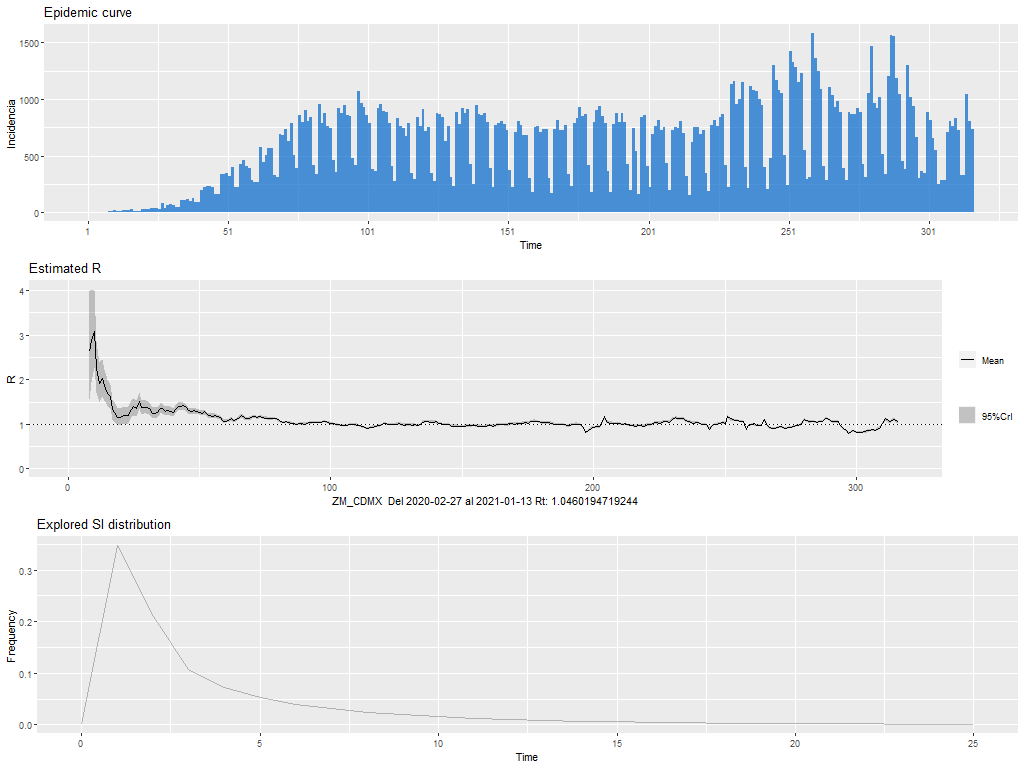 Epidemic curve
1500
1000
500
0
Incidencia
1 51 101 151 201 251 301
Time
Estimated R
4
3
2
1
0
R
Mean
95%CrI
0 100 200 300
ZM_CDMX Del 2020-02-27 al 2021-01-13 Rt: 1.0460194719244
Explored SI distribution
0.3
0.2
0.1
0.0
Frequency
0 5 10 15 20 25
Time